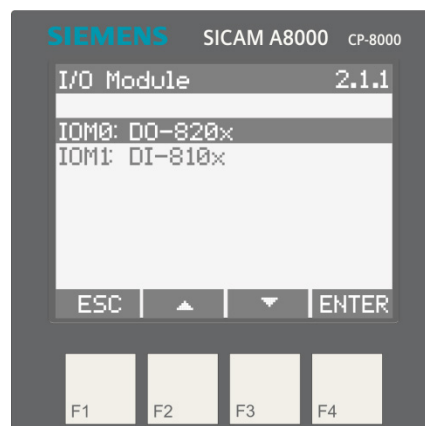 SIEMENS SICAM A8000 CP-8000
I/O Module 2.1.1
IOM0: DO-820x
IOM1: DI-810x
ESC ENTER
F1 F2 F3 F4